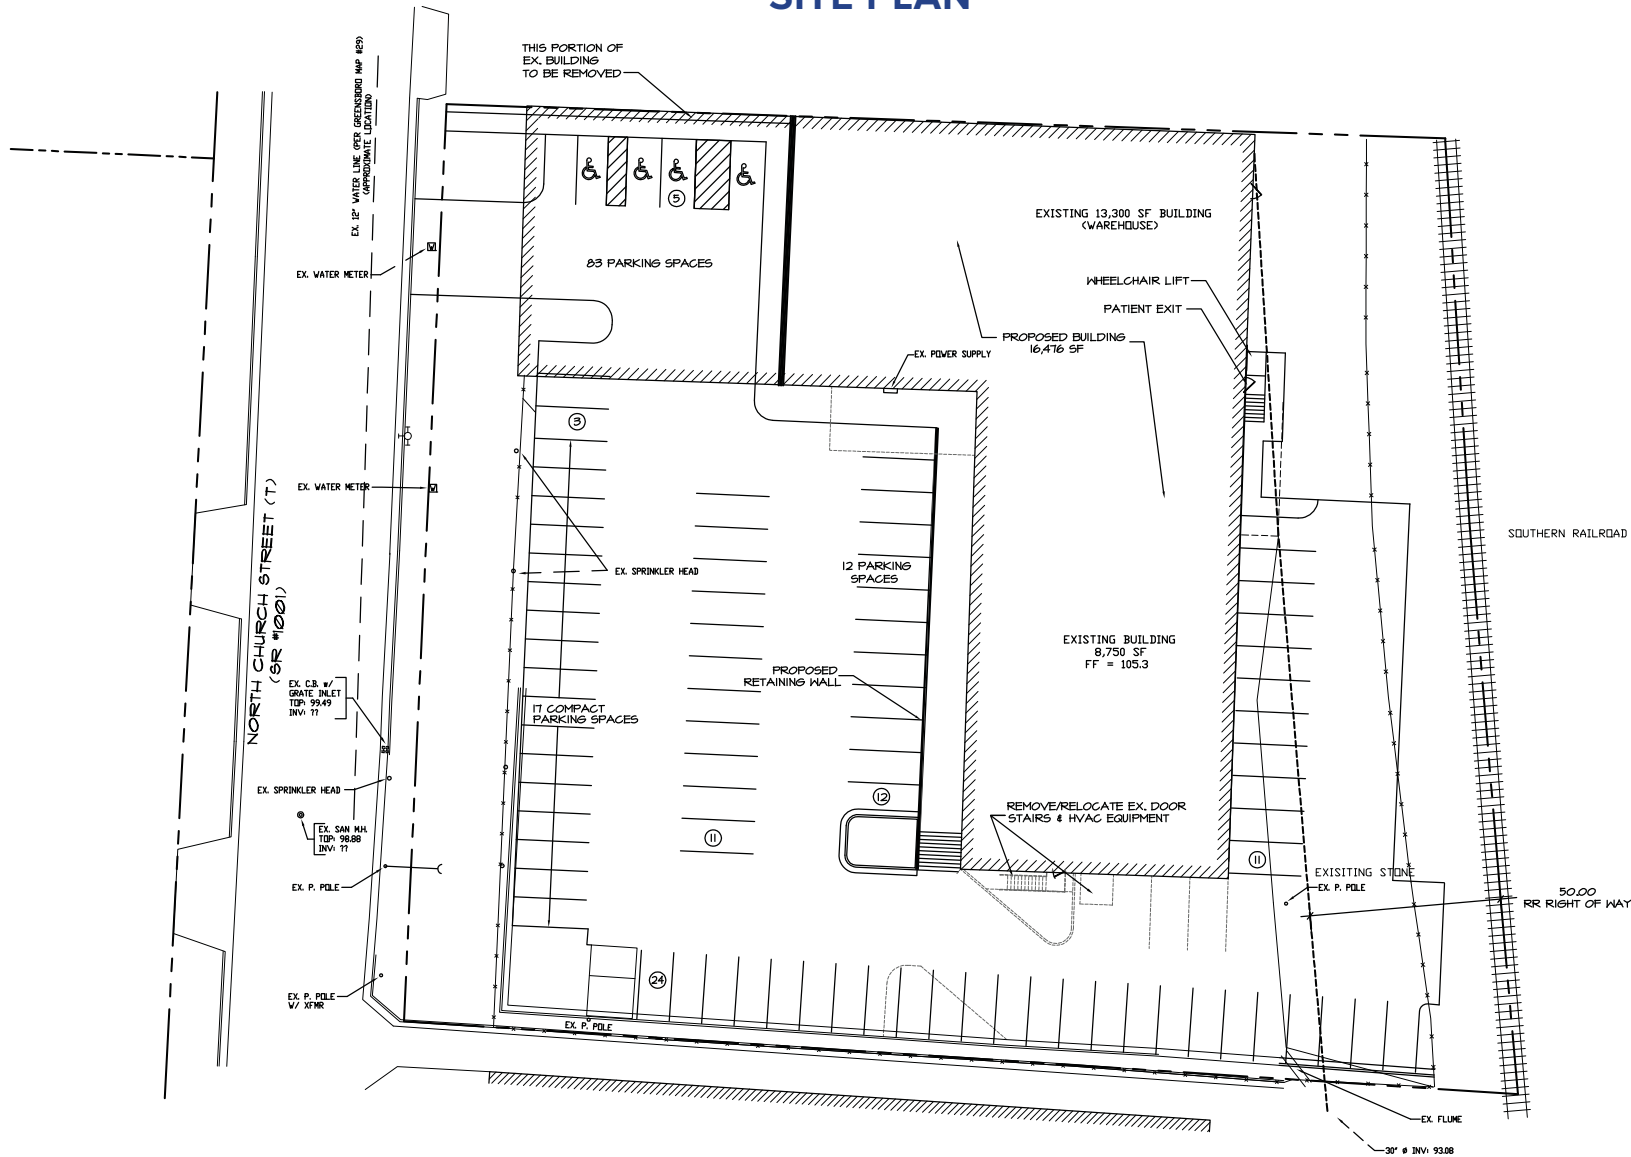 SITE PLAN
THIS PORTION OF
EX. BUILDING
TO BE REMOVED
EX. 12" WATER LINE (PER GREENSBORO MAP #29)
(APPROXIMATE LOCATION)
5
EXISTING 13,300 SF BUILDING
(WAREHOUSE)
83 PARKING SPACES
W
EX. WATER METER
WHEELCHAIR LIFT
PATIENT EXIT
PROPOSED BUILDING
16,476 SF
EX. POWER SUPPLY
3
EX. WATER METER
W
SOUTHERN RAILROAD
EX. SPRINKLER HEAD
12 PARKING
SPACES
NORTH CHURCH STREET (T)
(SR #1001)
EXISTING BUILDING
8,750 SF
FF = 105.3
PROPOSED
RETAINING WALL
EX. C.B. w/
GRATE INLET
TOP: 99.49
INV: ??
17 COMPACT
PARKING SPACES
EX. SPRINKLER HEAD
12
REMOVE/RELOCATE EX. DOOR
STAIRS & HVAC EQUIPMENT
EX. SAN M.H.
TOP: 98.88
INV: ??
11
11
EXISITING STONE
EX. P. POLE
EX. P. POLE
50.00
RR RIGHT OF WAY
24
EX. P. POLE
W/ XFMR
EX. P. POLE
EX. FLUME
30" Ø INV: 93.08